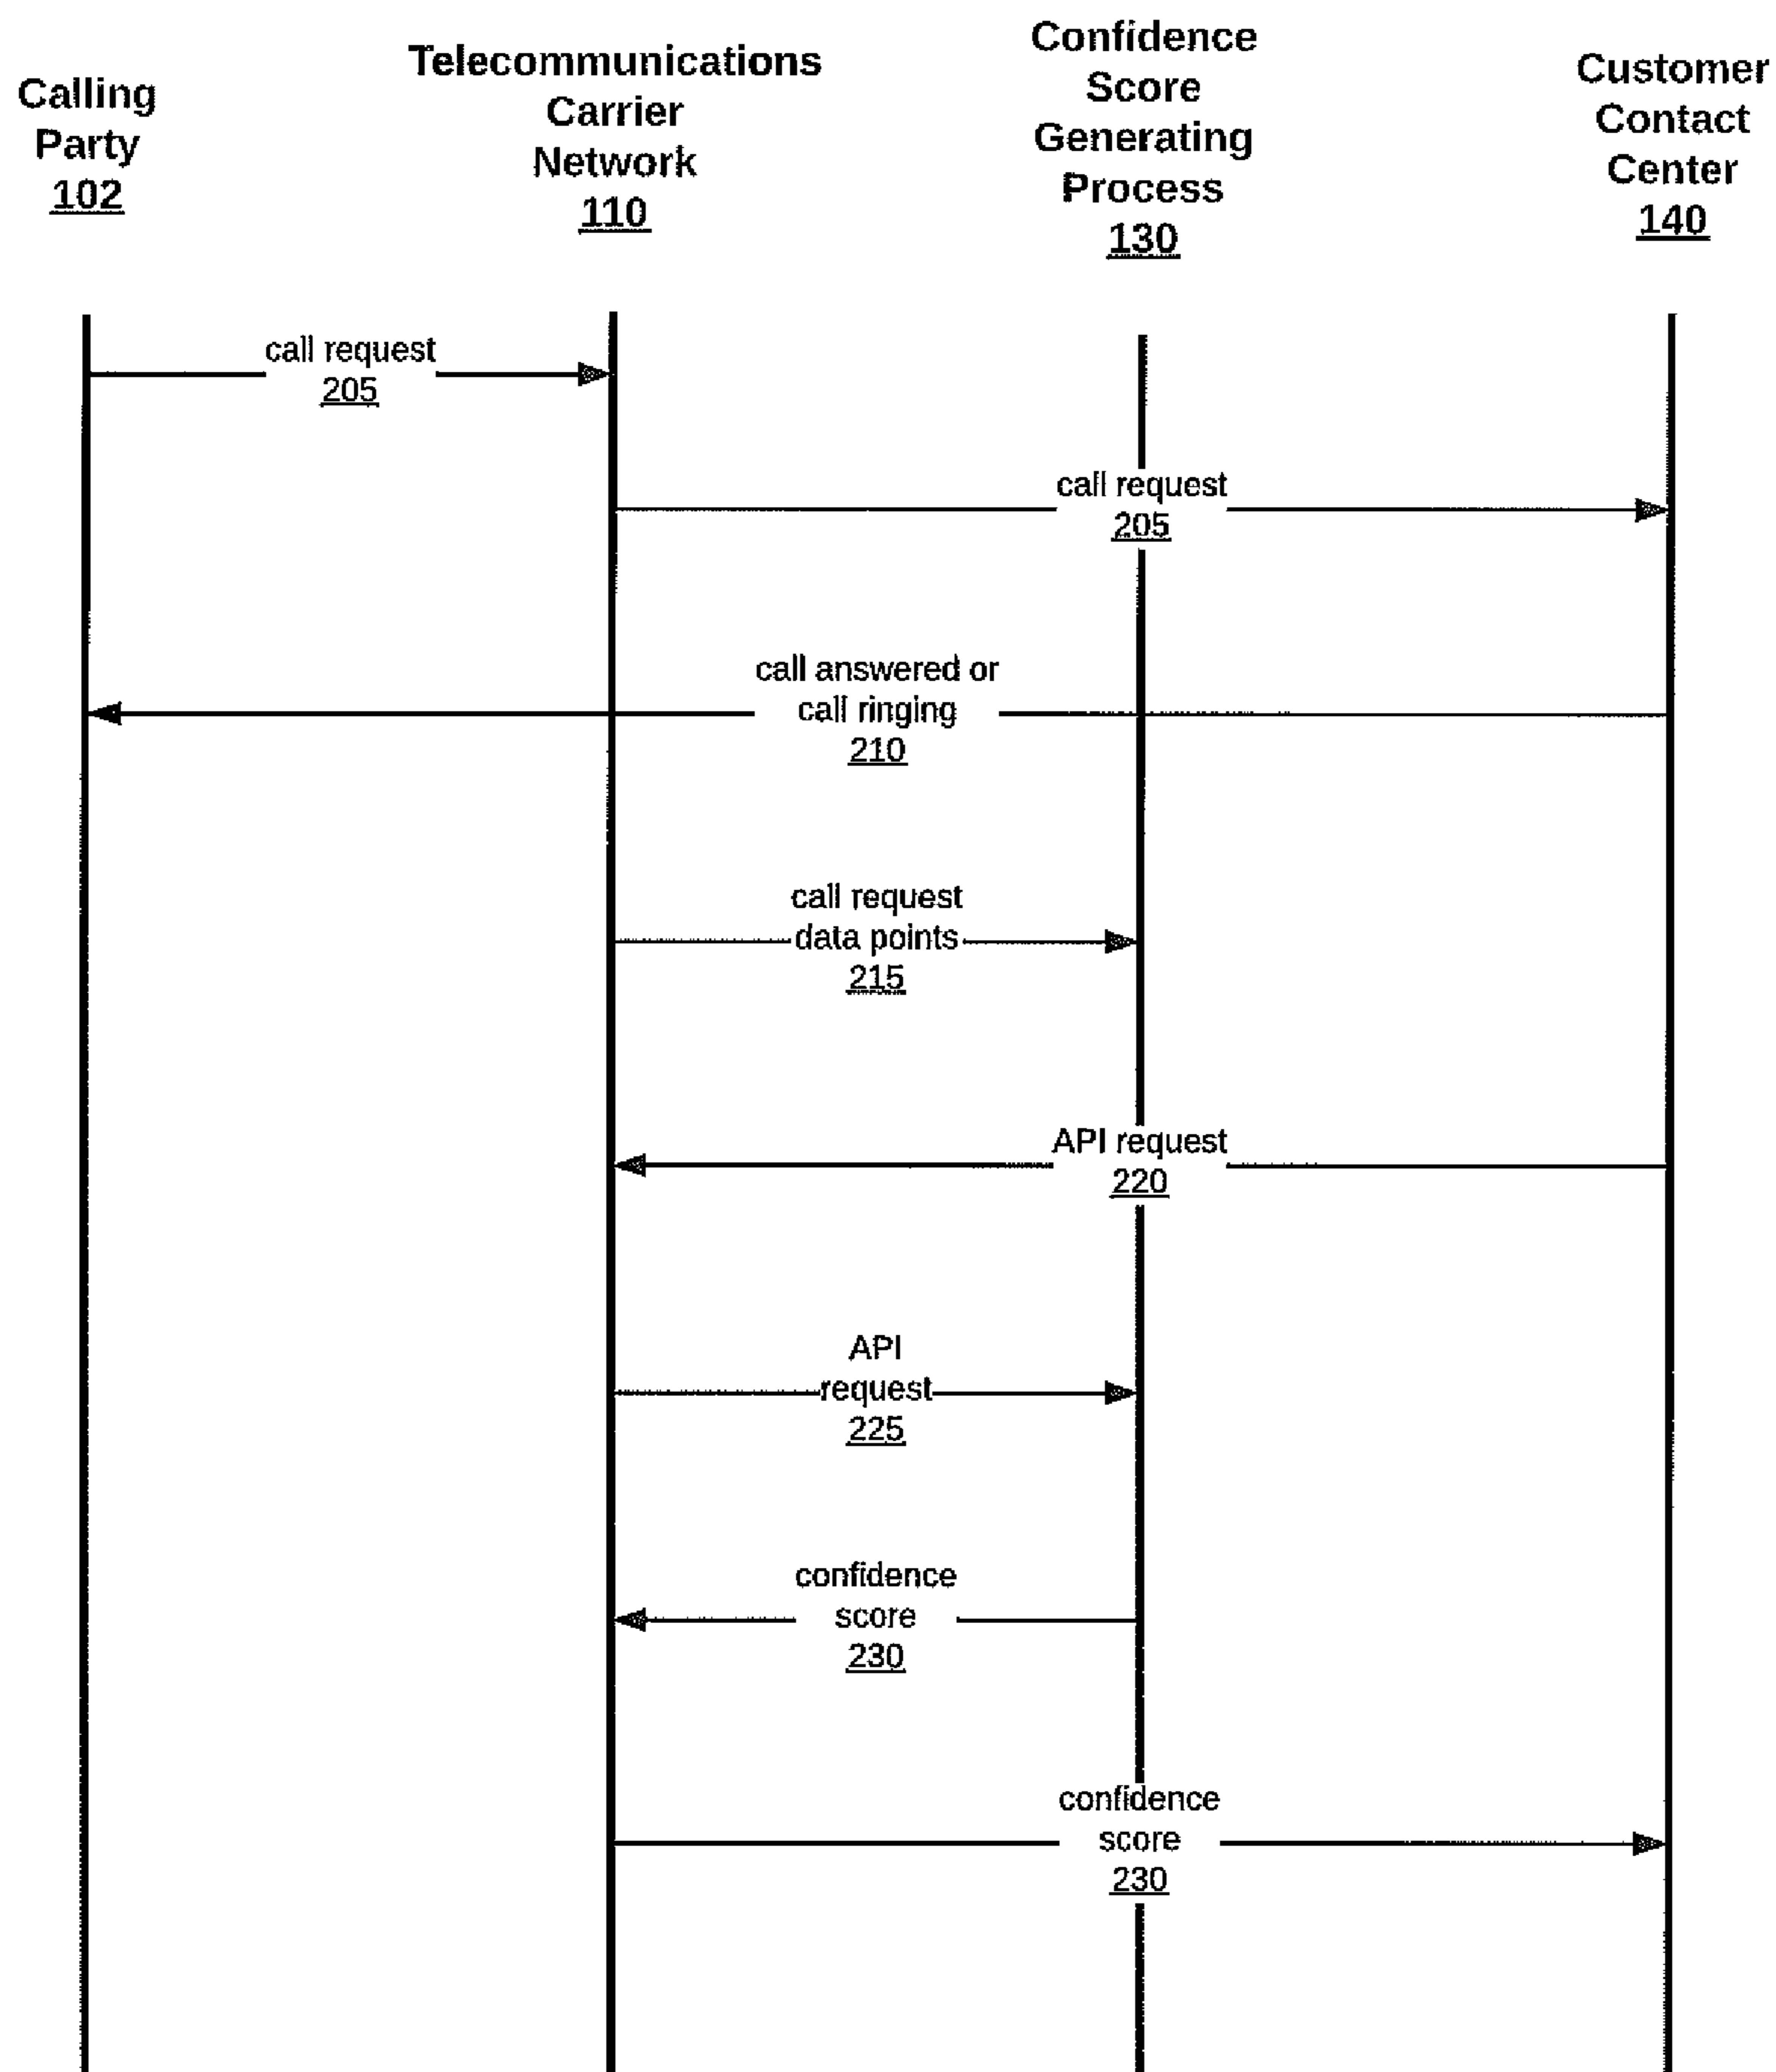 Calling
Party
102
Telecommunications
Carrier
Network
110
Confidence
Score
Generating
Process
130
Customer
Contact
Center
140
call request
205
call request
205
call answered or
call ringing
210
call request
data points
215
API request
220
API
request
225
confidence
score
230
confidence
score
230